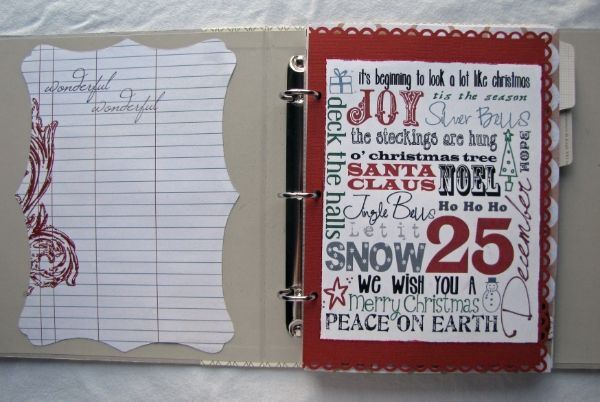 wonderful
wonderful
it's beginning to look a lot like christmas
'tis the season
JOY
Silver Bells
deck the halls
the stockings are hung
HOPE
o' christmas tree
SANTA CLAUS
NOEL
Ho Ho Ho
Jingle Bells
Let it
SNOW
25
December
WE WISH YOU A
Merry Christmas
PEACE ON EARTH